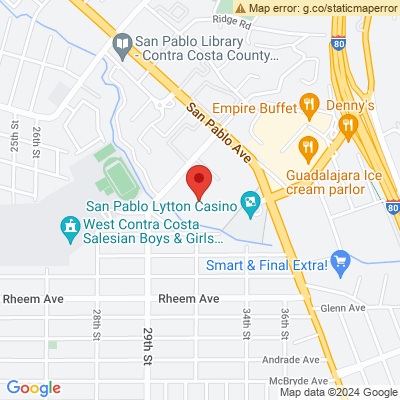 Map error: g.co/staticmaperror
Ridge Rd
San Pablo Library
- Contra Costa County...
80
San Pablo Ave
Empire Buffet
Denny's
25th St
26th St
Guadalajara Ice
cream parlor
San Pablo Lytton Casino
80
West Contra Costa
Salesian Boys & Girls...
Smart & Final Extra!
Rheem Ave
Rheem Ave
28th St
29th St
34th St
36th St
Glenn Ave
Andrade Ave
McBryde Ave
Google
Map data ©2024 Google